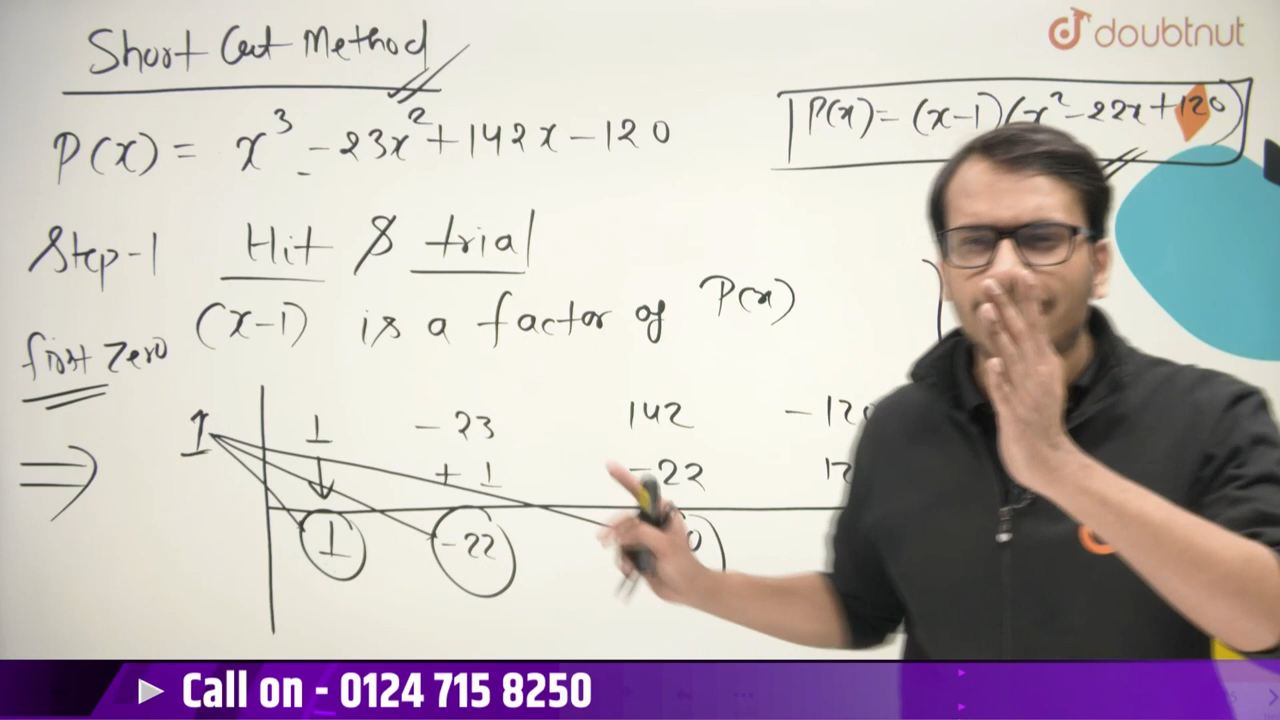 Short Cut Method
doubtnut
P(x) = x³ - 23x² + 142x - 120
P(x) = (x-1)(x² - 22x + 120)
Step-1 Hit & trial
(x-1) is a factor of P(x)
first Zero
1 1 -23 142 -120
+1 -22
1 -22
Call on - 0124 715 8250